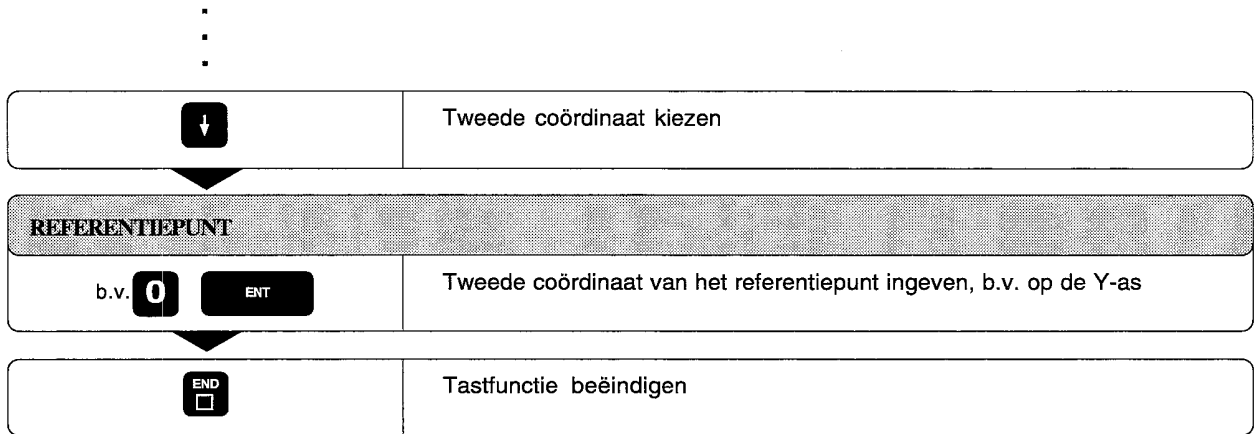 Tweede coördinaat kiezen
REFERENTIEPUNT
b.v. 0 ENT Tweede coördinaat van het referentiepunt ingeven, b.v. op de Y-as
END Tastfunctie beëindigen